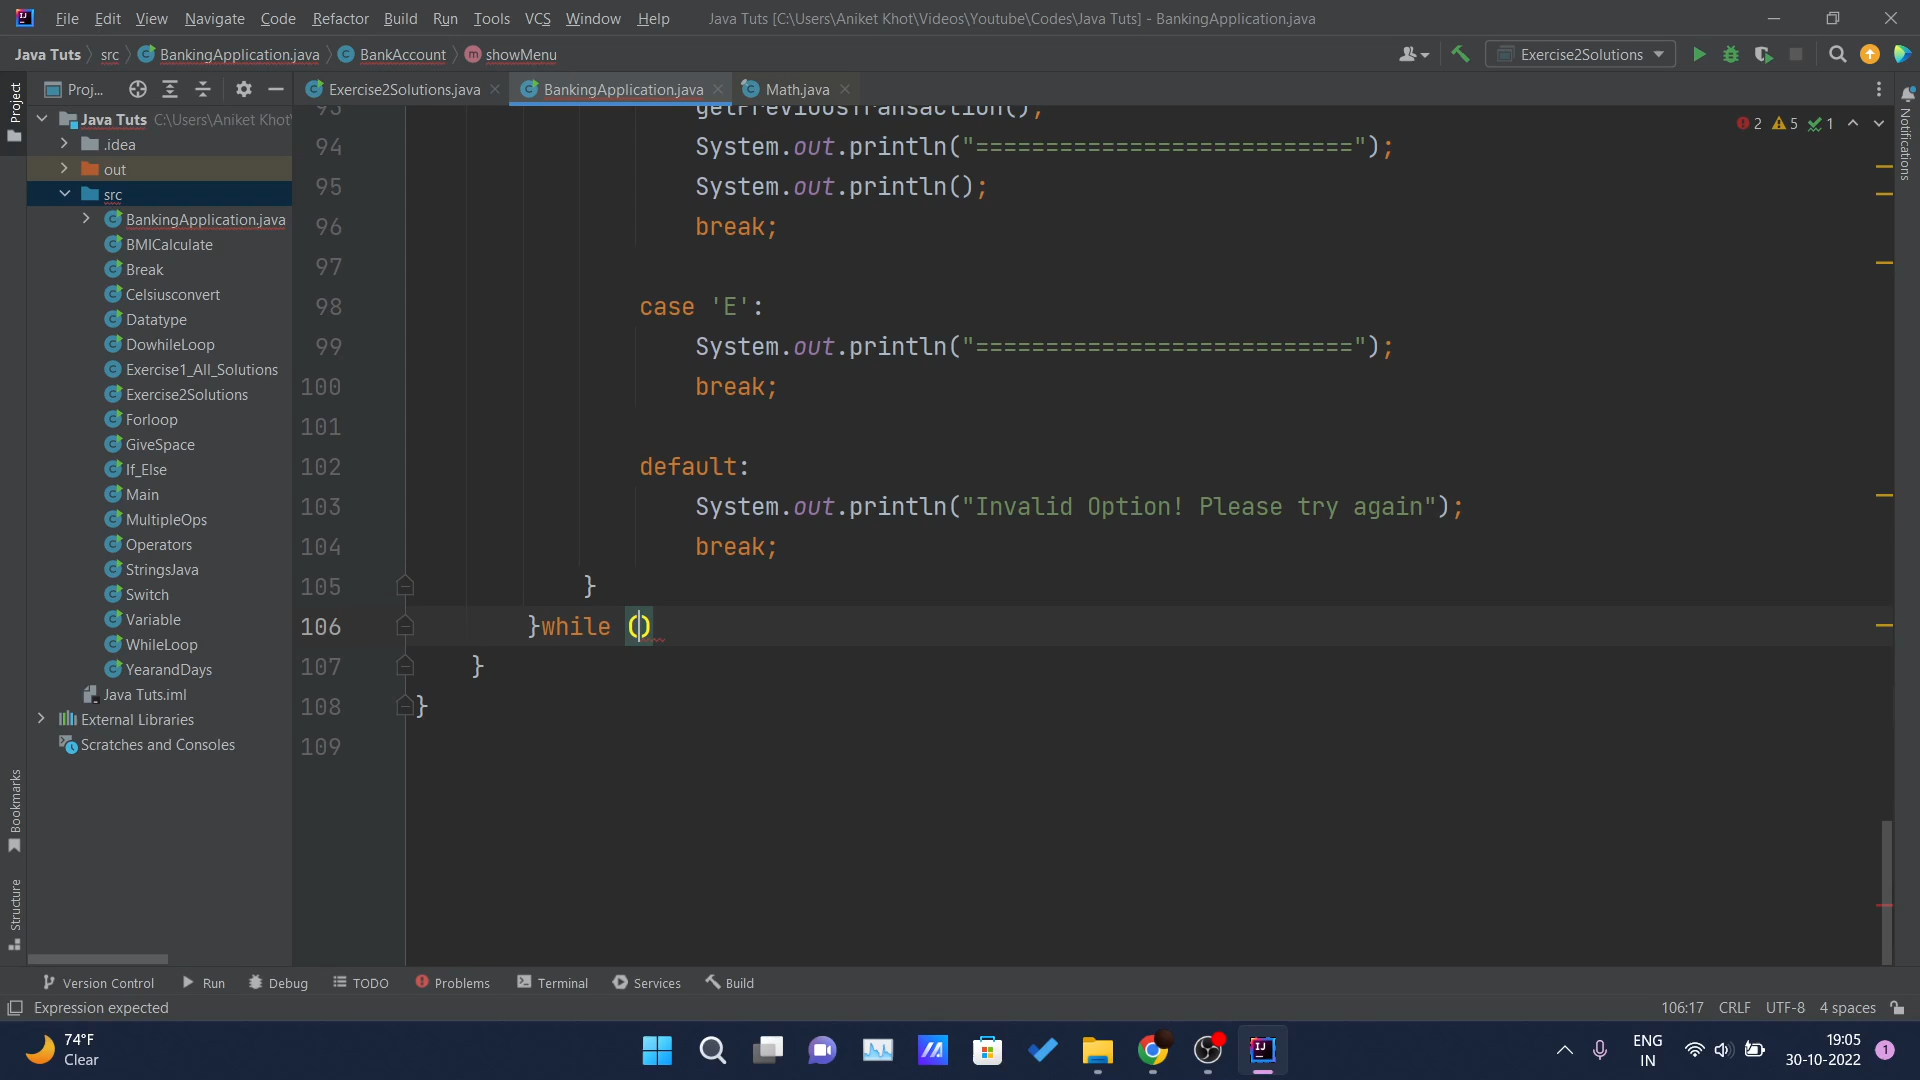 File Edit View Navigate Code Refactor Build Run Tools VCS Window Help Java Tuts [C:\Users\Aniket Khot\Videos\Youtube\Codes\Java Tuts] - BankingApplication.java
Java Tuts src BankingApplication.java BankAccount showMenu Exercise2Solutions
Project
Proj... Exercise2Solutions.java BankingApplication.java Math.java
Notifications
Java Tuts C:\Users\Aniket Khot\
.idea
out
src
BankingApplication.java
BMICalculate
Break
Celsiusconvert
Datatype
DowhileLoop
Exercise1_All_Solutions
Exercise2Solutions
Forloop
GiveSpace
If_Else
Main
MultipleOps
Operators
StringsJava
Switch
Variable
WhileLoop
YearandDays
Java Tuts.iml
External Libraries
Scratches and Consoles
2 5 1
93 getPreviousTransaction();
94 System.out.println("===========================");
95 System.out.println();
96 break;
97
98 case 'E':
99 System.out.println("===========================");
100 break;
101
102 default:
103 System.out.println("Invalid Option! Please try again");
104 break;
105 }
106 }while ()
107 }
108 }
109
Bookmarks
Structure
Version Control Run Debug TODO Problems Terminal Services Build
Expression expected 106:17 CRLF UTF-8 4 spaces
74°F
Clear
ENG
IN
19:05
30-10-2022
1